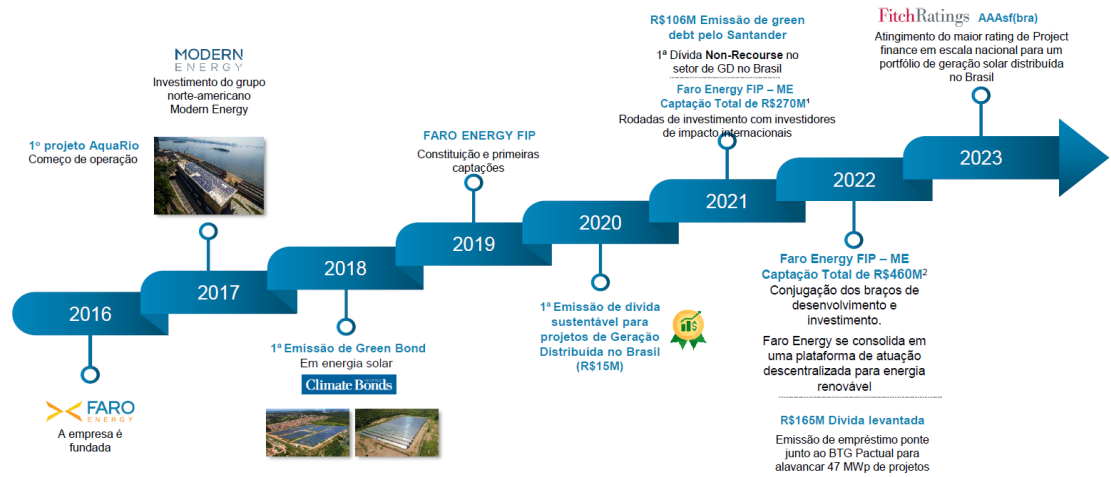 2016
FARO
ENERGY
A empresa é
fundada
2017
MODERN
ENERGY
Investimento do grupo
norte-americano
Modern Energy
1º projeto AquaRio
Começo de operação
2018
1ª Emissão de Green Bond
Em energia solar
Climate Bonds
2019
FARO ENERGY FIP
Constituição e primeiras
captações
2020
1ª Emissão de dívida
sustentável para
projetos de Geração
Distribuída no Brasil
(R$15M)
2021
R$106M Emissão de green
debt pelo Santander
1ª Dívida Non-Recourse no
setor de GD no Brasil
Faro Energy FIP – ME
Captação Total de R$270M¹
Rodadas de investimento com investidores
de impacto internacionais
2022
Faro Energy FIP – ME
Captação Total de R$460M²
Conjugação dos braços de
desenvolvimento e
investimento.
Faro Energy se consolida em
uma plataforma de atuação
descentralizada para energia
renovável
R$165M Dívida levantada
Emissão de empréstimo ponte
junto ao BTG Pactual para
alavancar 47 MWp de projetos
2023
FitchRatings AAAsf(bra)
Atingimento do maior rating de Project
finance em escala nacional para um
portfólio de geração solar distribuída
no Brasil